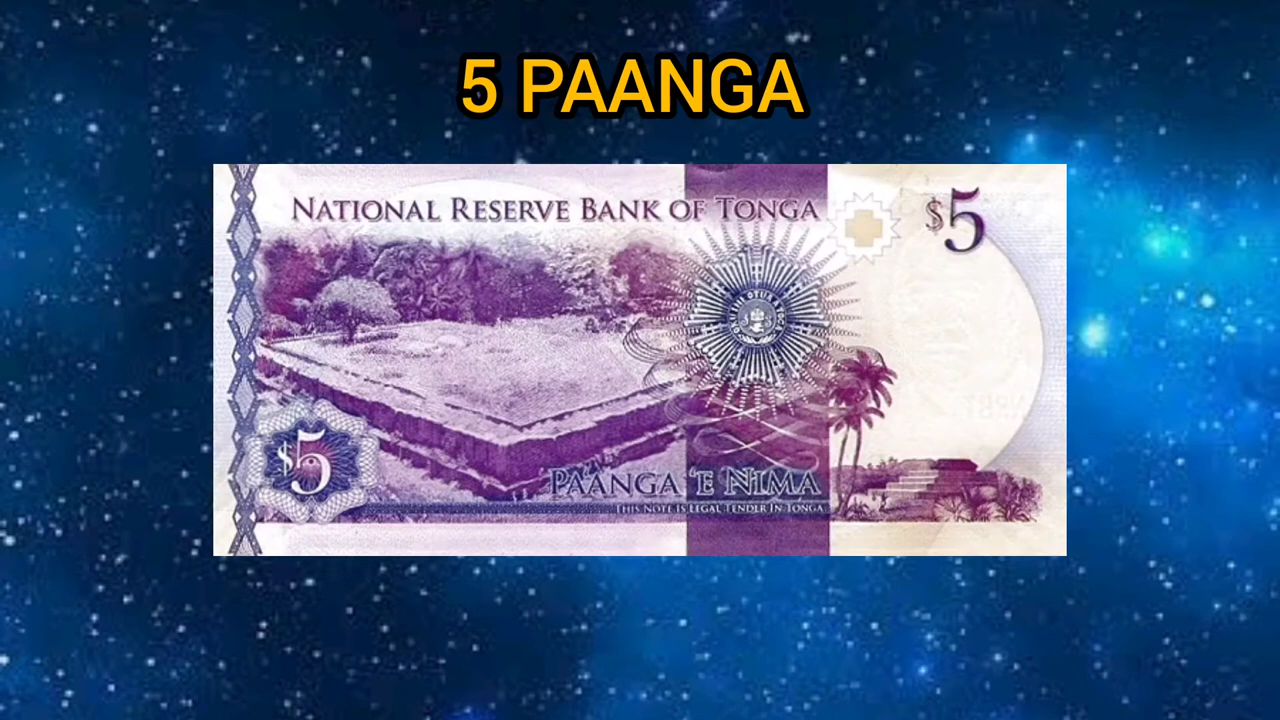 5 PAANGA
NATIONAL RESERVE BANK OF TONGA
$5
$5
PA'ANGA 'E NIMA
THIS NOTE IS LEGAL TENDER IN TONGA